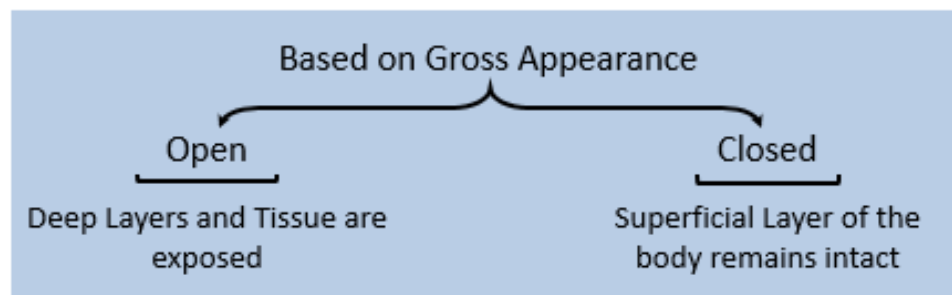 Based on Gross Appearance
Open
Closed
Deep Layers and Tissue are
exposed
Superficial Layer of the
body remains intact